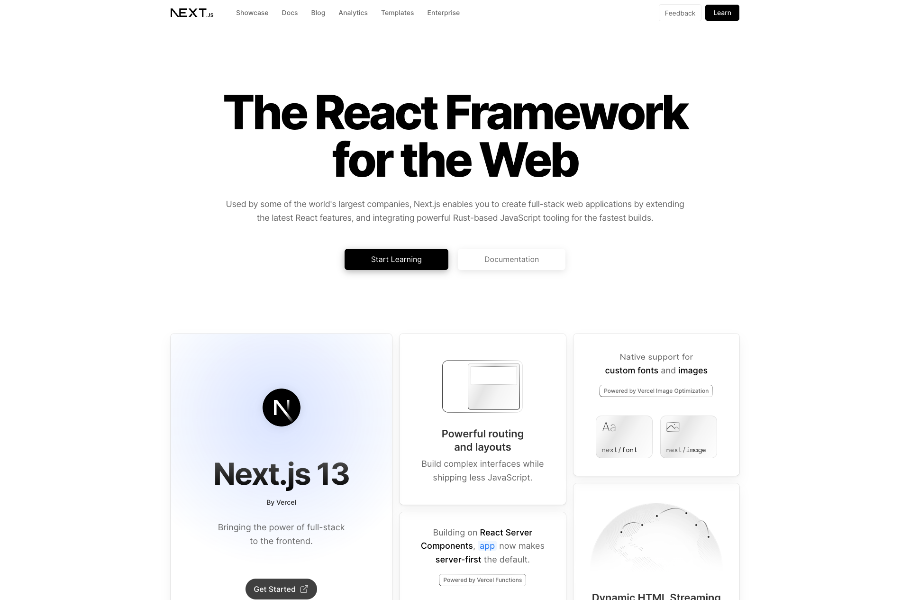 NEXT.JS
Showcase
Docs
Blog
Analytics
Templates
Enterprise
Feedback
Learn
The React Framework
for the Web
Used by some of the world's largest companies, Next.js enables you to create full-stack web applications by extending
the latest React features, and integrating powerful Rust-based JavaScript tooling for the fastest builds.
Start Learning
Documentation
N
Next.js 13
By Vercel
Bringing the power of full-stack
to the frontend.
Get Started
Powerful routing
and layouts
Build complex interfaces while
shipping less JavaScript.
Building on React Server
Components, app now makes
server-first the default.
Powered by Vercel Functions
Native support for
custom fonts and images
Powered by Vercel Image Optimization
Aa
next/font
next/image
Dynamic HTML Streaming